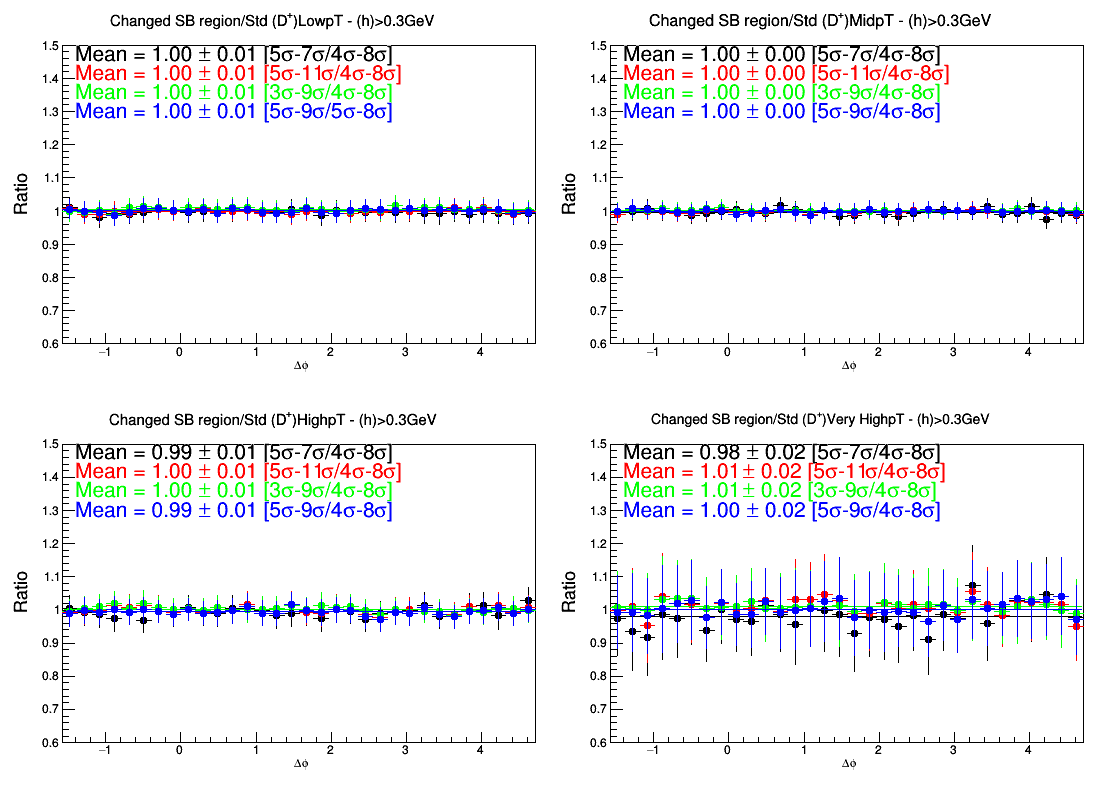 Changed SB region/Std (D⁺)LowpT - (h)>0.3GeV
Mean = 1.00 ± 0.01 [5σ-7σ/4σ-8σ]
Mean = 1.00 ± 0.01 [5σ-11σ/4σ-8σ]
Mean = 1.00 ± 0.01 [3σ-9σ/4σ-8σ]
Mean = 1.00 ± 0.01 [5σ-9σ/5σ-8σ]
1.5
1.4
1.3
1.2
1.1
1
0.9
0.8
0.7
0.6
Ratio
−1 0 1 2 3 4
Δϕ
Changed SB region/Std (D⁺)MidpT - (h)>0.3GeV
Mean = 1.00 ± 0.00 [5σ-7σ/4σ-8σ]
Mean = 1.00 ± 0.00 [5σ-11σ/4σ-8σ]
Mean = 1.00 ± 0.00 [3σ-9σ/4σ-8σ]
Mean = 1.00 ± 0.00 [5σ-9σ/4σ-8σ]
1.5
1.4
1.3
1.2
1.1
1
0.9
0.8
0.7
0.6
Ratio
−1 0 1 2 3 4
Δϕ
Changed SB region/Std (D⁺)HighpT - (h)>0.3GeV
Mean = 0.99 ± 0.01 [5σ-7σ/4σ-8σ]
Mean = 1.00 ± 0.01 [5σ-11σ/4σ-8σ]
Mean = 1.00 ± 0.01 [3σ-9σ/4σ-8σ]
Mean = 0.99 ± 0.01 [5σ-9σ/4σ-8σ]
1.5
1.4
1.3
1.2
1.1
1
0.9
0.8
0.7
0.6
Ratio
−1 0 1 2 3 4
Δϕ
Changed SB region/Std (D⁺)Very HighpT - (h)>0.3GeV
Mean = 0.98 ± 0.02 [5σ-7σ/4σ-8σ]
Mean = 1.01 ± 0.02 [5σ-11σ/4σ-8σ]
Mean = 1.01 ± 0.02 [3σ-9σ/4σ-8σ]
Mean = 1.00 ± 0.02 [5σ-9σ/4σ-8σ]
1.5
1.4
1.3
1.2
1.1
1
0.9
0.8
0.7
0.6
Ratio
−1 0 1 2 3 4
Δϕ